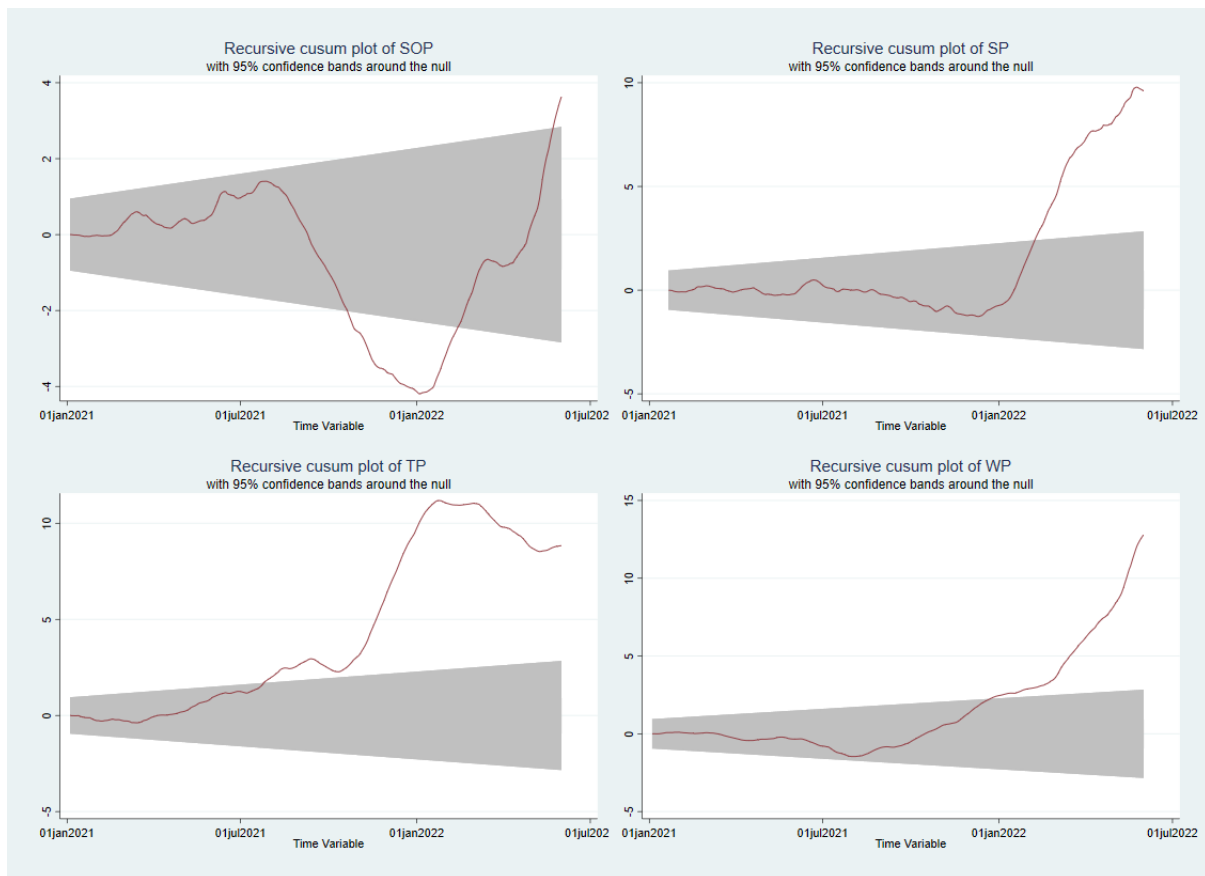 Recursive cusum plot of SOP
with 95% confidence bands around the null
4
2
0
-2
-4
01jan2021 01jul2021 01jan2022 01jul202
Time Variable
Recursive cusum plot of SP
with 95% confidence bands around the null
10
5
0
-5
01jan2021 01jul2021 01jan2022 01jul2022
Time Variable
Recursive cusum plot of TP
with 95% confidence bands around the null
10
5
0
-5
01jan2021 01jul2021 01jan2022 01jul202
Time Variable
Recursive cusum plot of WP
with 95% confidence bands around the null
15
10
5
0
-5
01jan2021 01jul2021 01jan2022 01jul2022
Time Variable